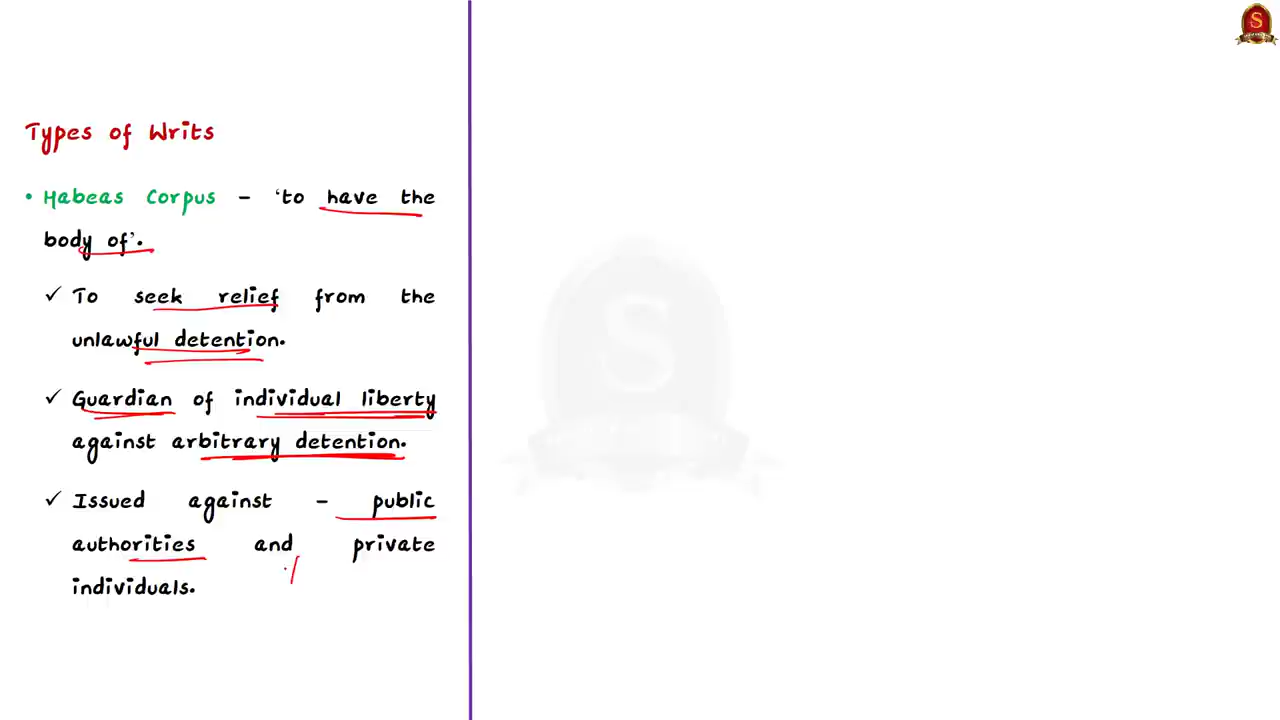 Types of Writs
• Habeas Corpus – ‘to have the
body of’.
✓ To seek relief from the
unlawful detention.
✓ Guardian of individual liberty
against arbitrary detention.
✓ Issued against – public
authorities and private
individuals.
S
S